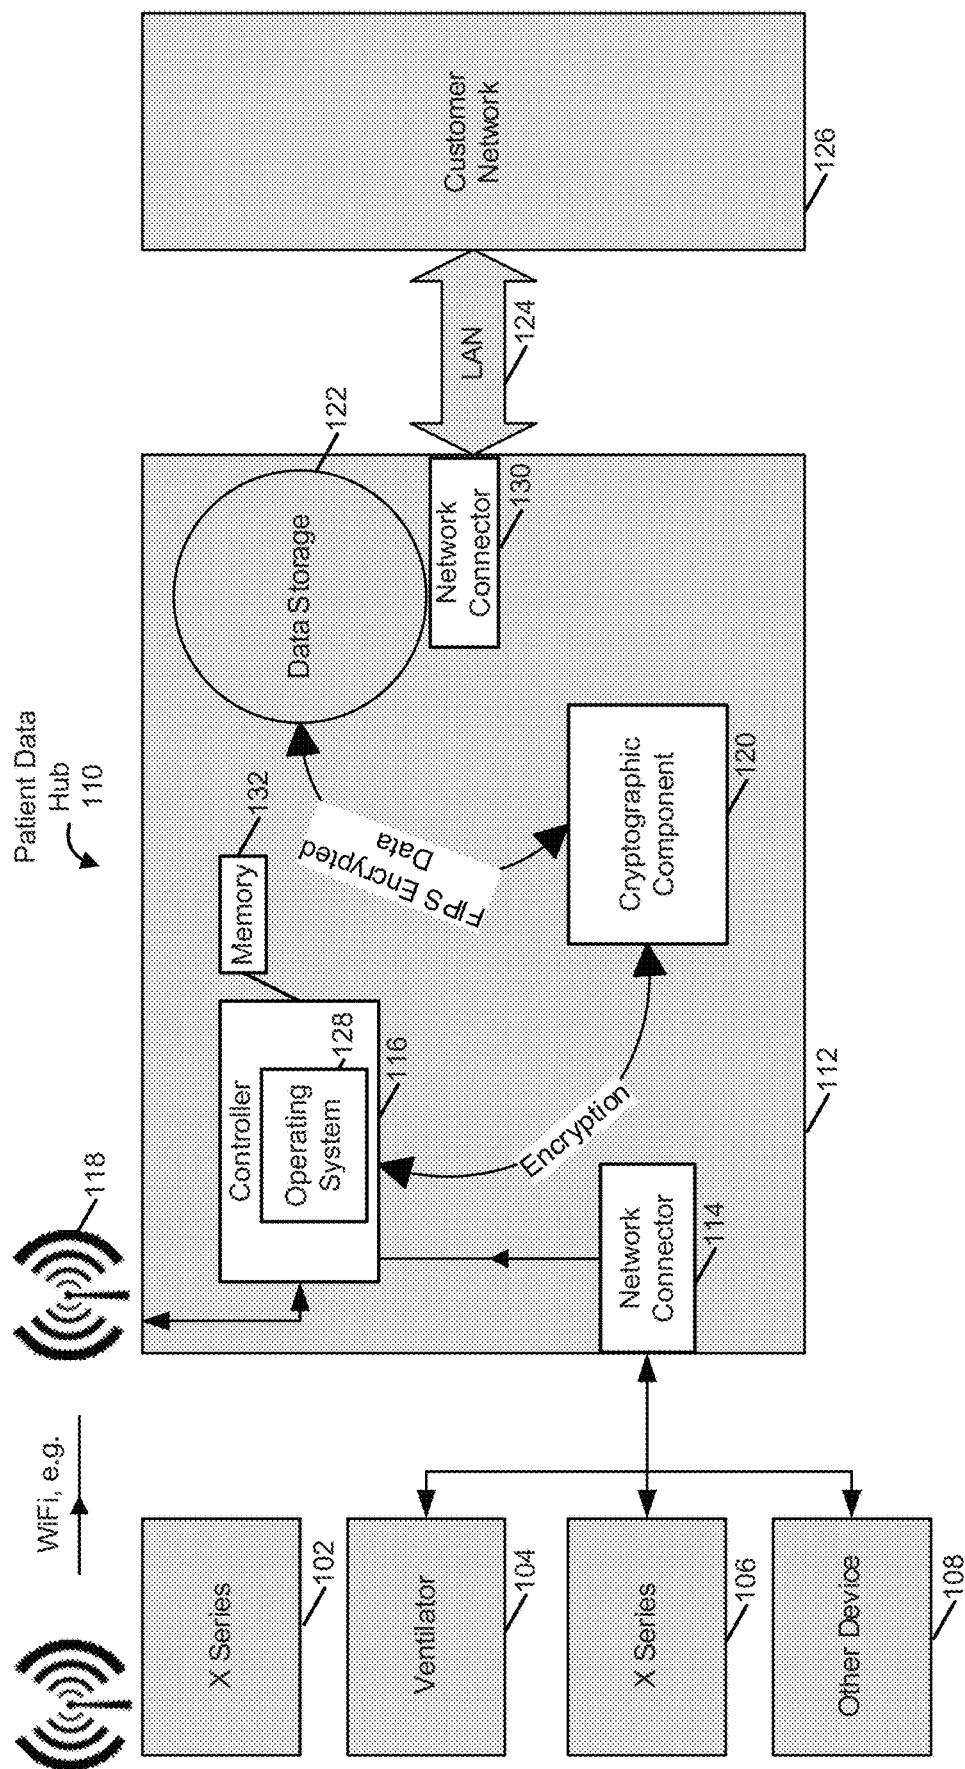 Patient Data
Hub
110
WiFi, e.g.
118
X Series
102
Ventilator
104
X Series
106
Other Device
108
Controller
Operating
System
128
116
Memory
132
Network
Connector
114
Encryption
FIPS Encrypted
Data
Cryptographic
Component
120
Data Storage
122
Network
Connector
130
112
LAN
124
Customer
Network
126